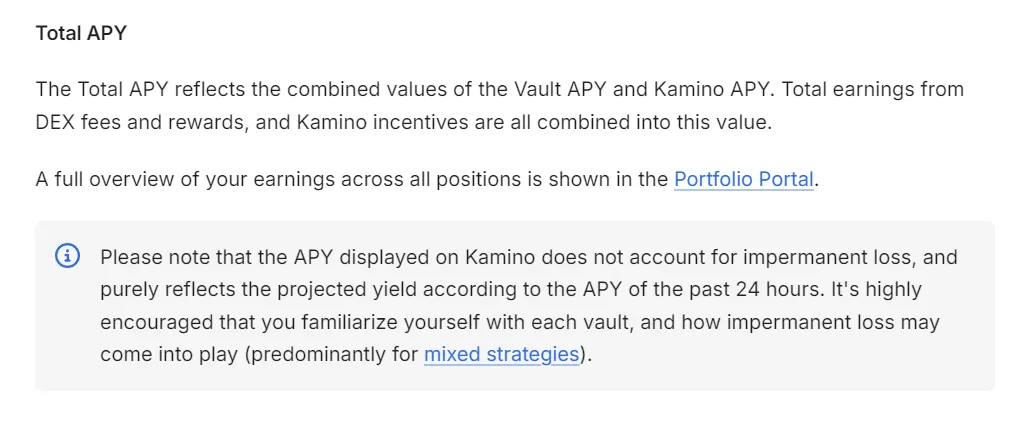 Total APY
The Total APY reflects the combined values of the Vault APY and Kamino APY. Total earnings from
DEX fees and rewards, and Kamino incentives are all combined into this value.
A full overview of your earnings across all positions is shown in the Portfolio Portal.
Please note that the APY displayed on Kamino does not account for impermanent loss, and
purely reflects the projected yield according to the APY of the past 24 hours. It's highly
encouraged that you familiarize yourself with each vault, and how impermanent loss may
come into play (predominantly for mixed strategies).